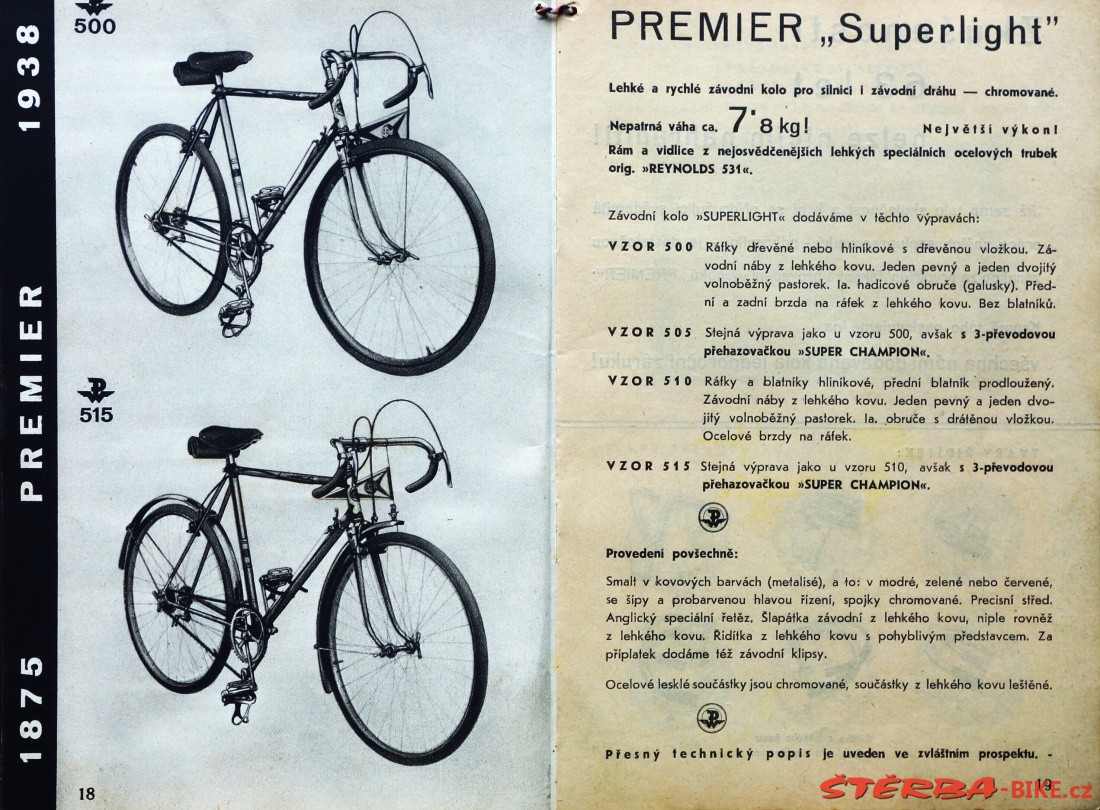 1875 PREMIER 1938
500
515
18
PREMIER „Superlight”
Lehké a rychlé závodní kolo pro silnici i závodní dráhu — chromované.
Nepatrná váha ca. 7·8 kg! Největší výkon!
Rám a vidlice z nejosvědčenějších lehkých speciálních ocelových trubek
orig. »REYNOLDS 531«.
Závodní kolo »SUPERLIGHT« dodáváme v těchto výpravách:
VZOR 500 Ráfky dřevěné nebo hliníkové s dřevěnou vložkou. Zá-
vodní náby z lehkého kovu. Jeden pevný a jeden dvojitý
volnoběžný pastorek. Ia. hadicové obruče (galusky). Před-
ní a zadní brzda na ráfek z lehkého kovu. Bez blatníků.
VZOR 505 Stejná výprava jako u vzoru 500, avšak s 3-převodovou
přehazovačkou »SUPER CHAMPION«.
VZOR 510 Ráfky a blatníky hliníkové, přední blatník prodloužený.
Závodní náby z lehkého kovu. Jeden pevný a jeden dvo-
jitý volnoběžný pastorek. Ia. obruče s drátěnou vložkou.
Ocelové brzdy na ráfek.
VZOR 515 Stejná výprava jako u vzoru 510, avšak s 3-převodovou
přehazovačkou »SUPER CHAMPION«.
Provedení povšechně:
Smalt v kovových barvách (metalisé), a to: v modré, zelené nebo červené,
se šípy a probarvenou hlavou řízení, spojky chromované. Precisní střed.
Anglický speciální řetěz. Šlapátka závodní z lehkého kovu, niple rovněž
z lehkého kovu. Řidítka z lehkého kovu s pohyblivým představcem. Za
příplatek dodáme též závodní klipsy.
Ocelové lesklé součástky jsou chromované, součástky z lehkého kovu leštěné.
Přesný technický popis je uveden ve zvláštním prospektu. -
19
ŠTĚRBA-BIKE.cz